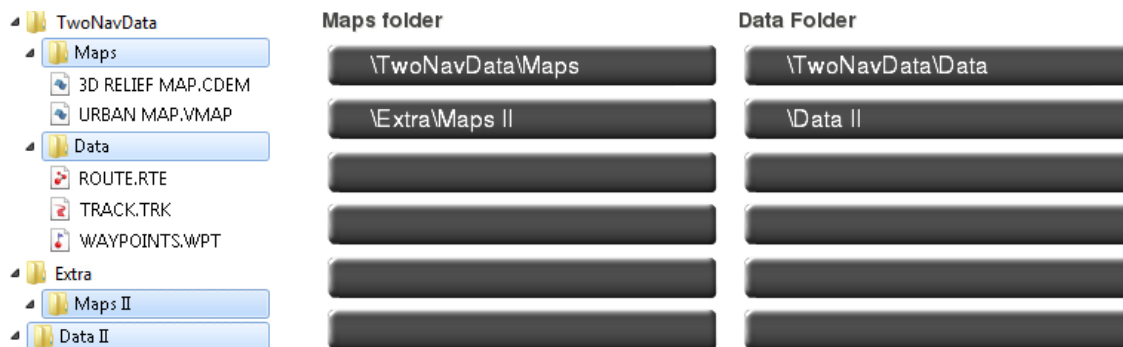 TwoNavData
Maps
3D RELIEF MAP.CDEM
URBAN MAP.VMAP
Data
ROUTE.RTE
TRACK.TRK
WAYPOINTS.WPT
Extra
Maps II
Data II
Maps folder
\TwoNavData\Maps
\Extra\Maps II
Data Folder
\TwoNavData\Data
\Data II